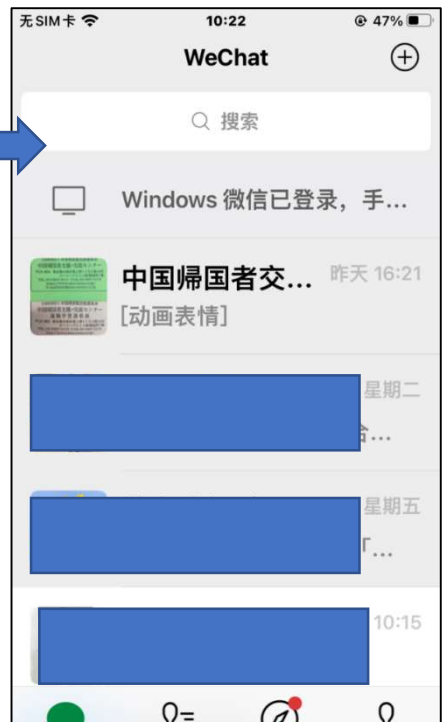 无SIM卡
10:22
47%
WeChat
搜索
Windows 微信已登录，手...
中国帰国者交...
昨天 16:21
[动画表情]
星期二
...
星期五
「...
10:15